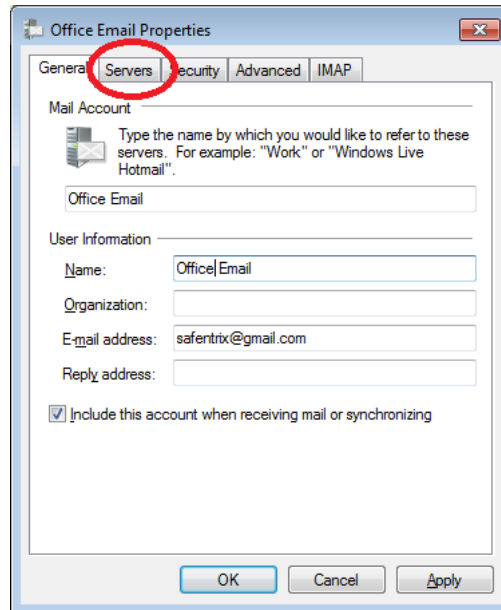 Office Email Properties
General Servers Security Advanced IMAP
Mail Account
Type the name by which you would like to refer to these
servers. For example: "Work" or "Windows Live
Hotmail".
Office Email
User Information
Name: Office Email
Organization:
E-mail address: safentrix@gmail.com
Reply address:
Include this account when receiving mail or synchronizing
OK Cancel Apply